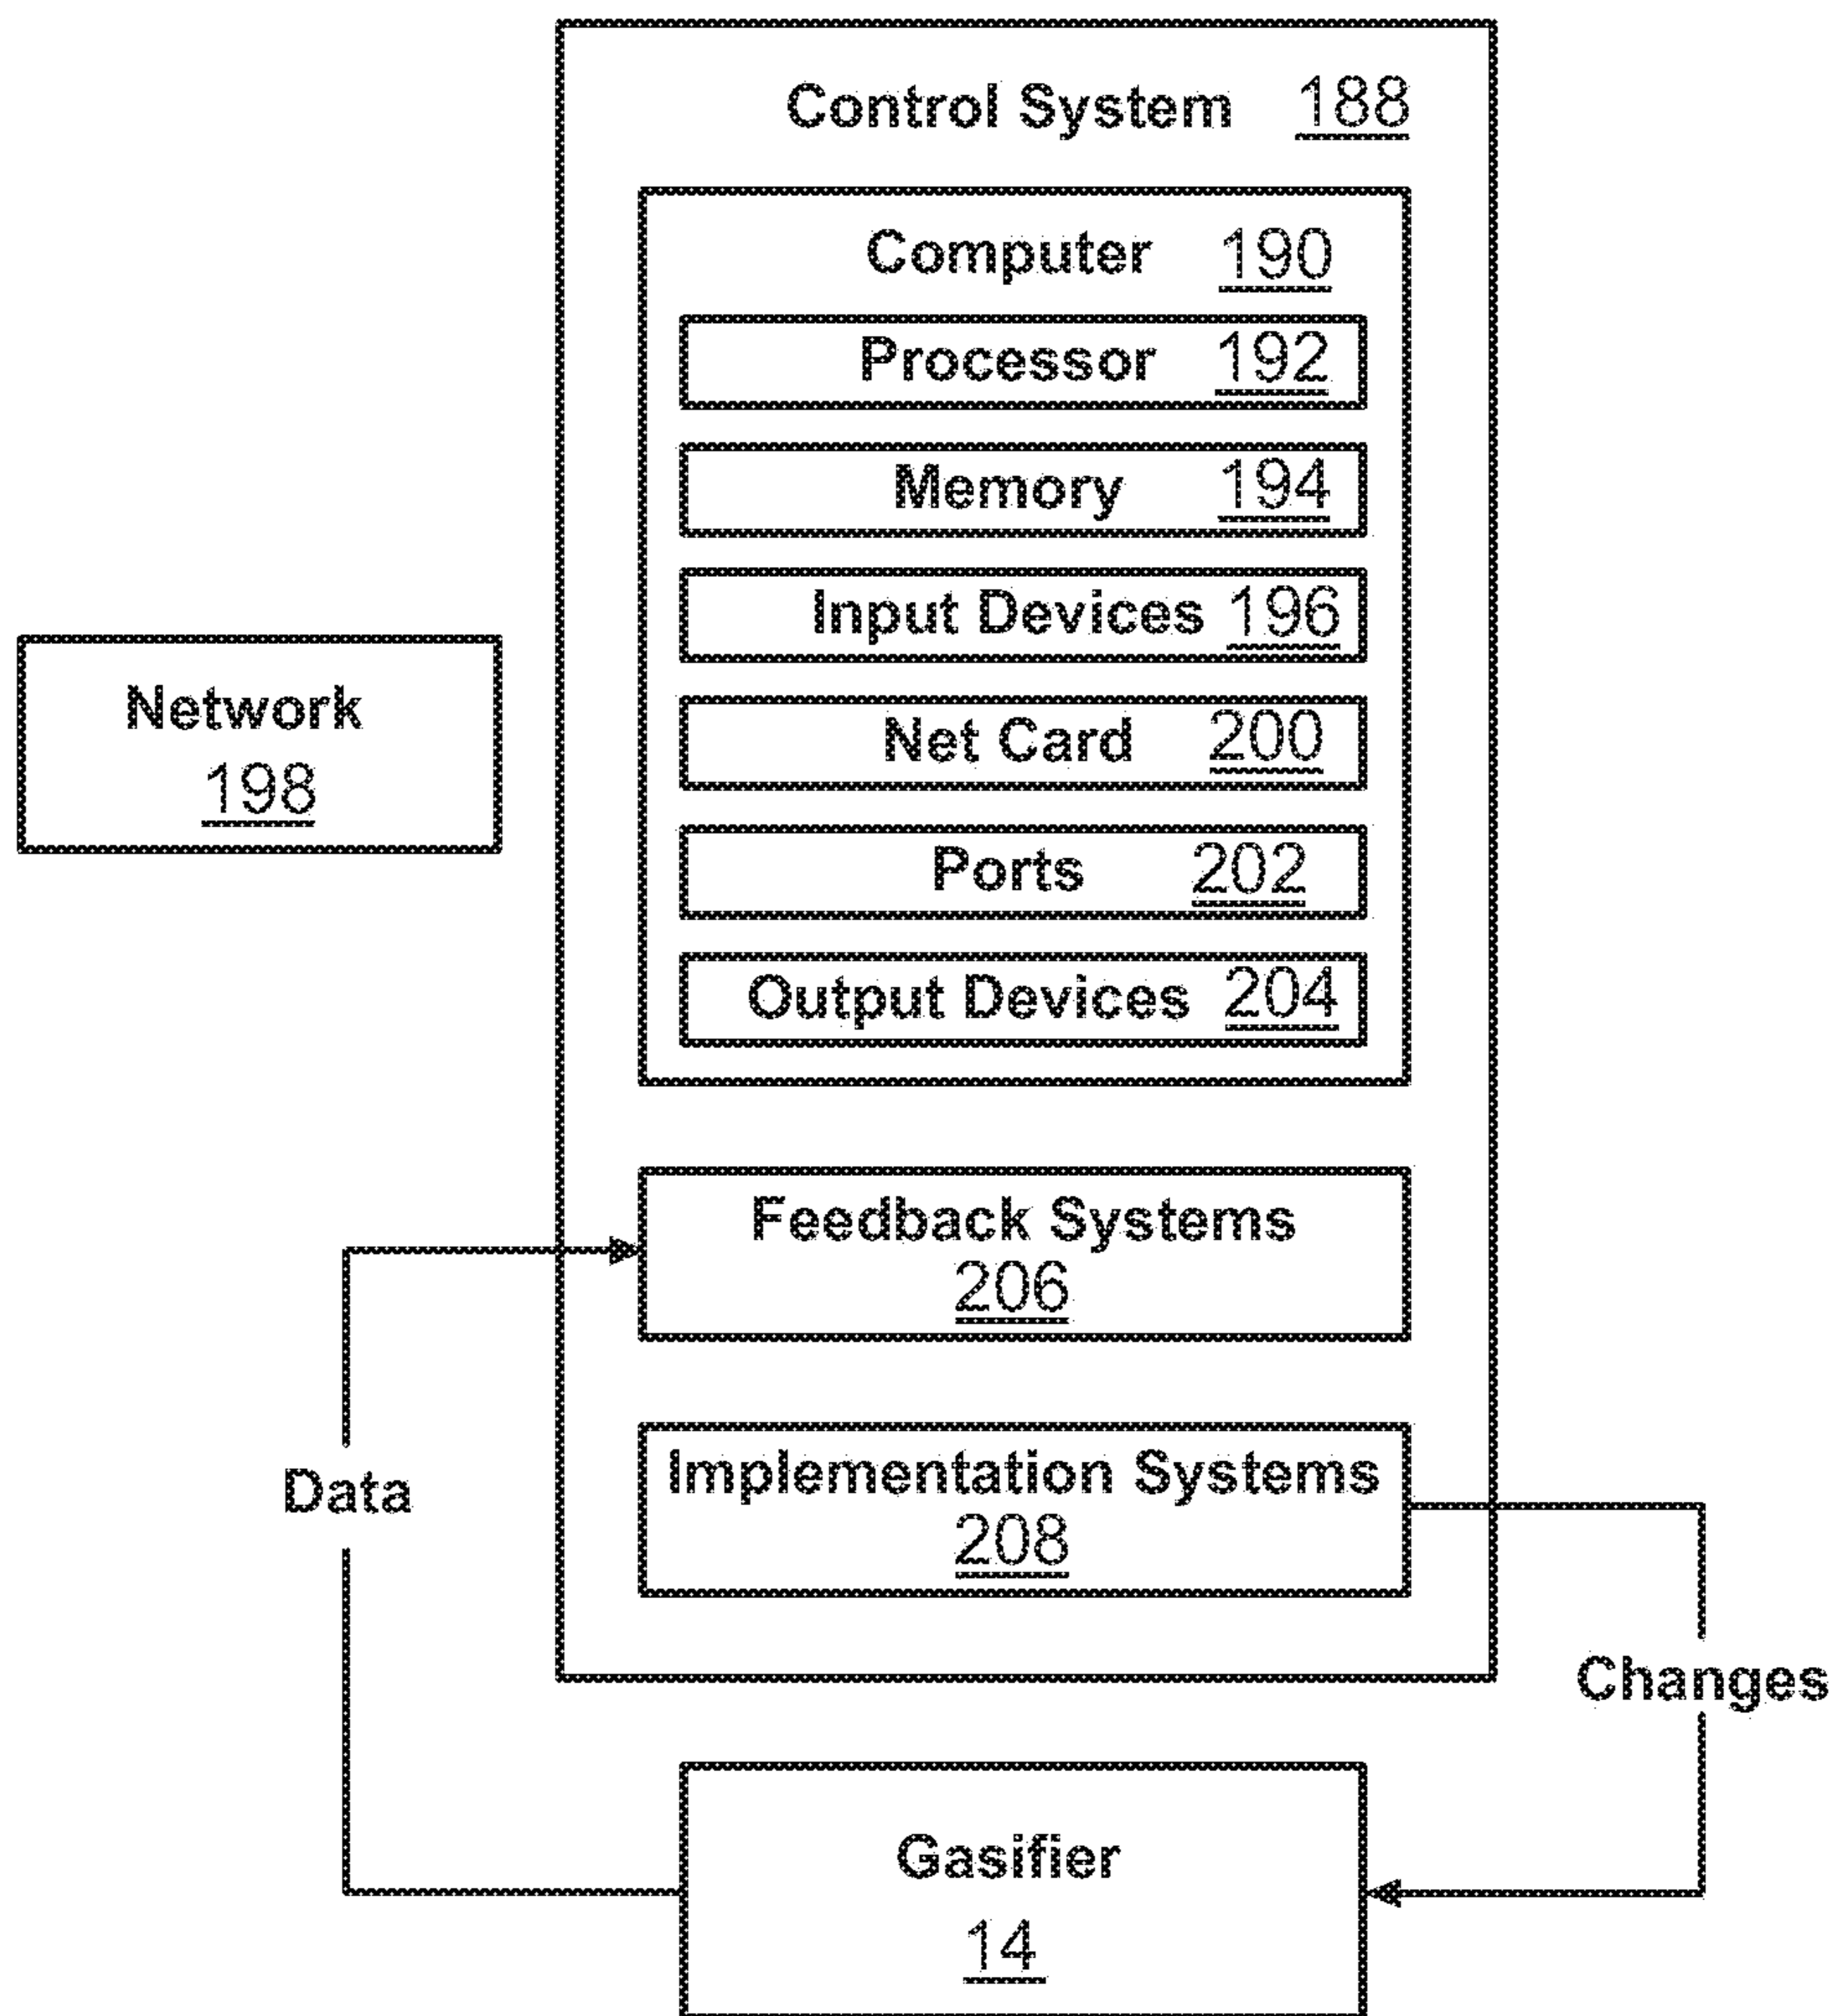 Control System 188
Computer 190
Processor 192
Memory 194
Input Devices 196
Network
198
Net Card 200
Ports 202
Output Devices 204
Feedback Systems
206
Implementation Systems
208
Data
Changes
Gasifier
14